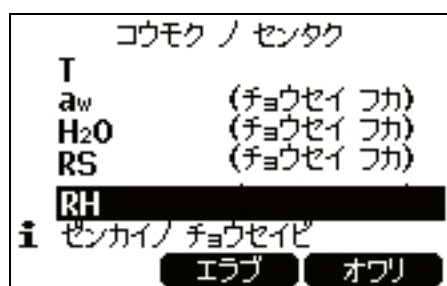 コウモク ノ センタク
T
aw (チョウセイ フカ)
H2O (チョウセイ フカ)
RS (チョウセイ フカ)
RH
i ゼンカイノ チョウセイビ
エラブ オワリ